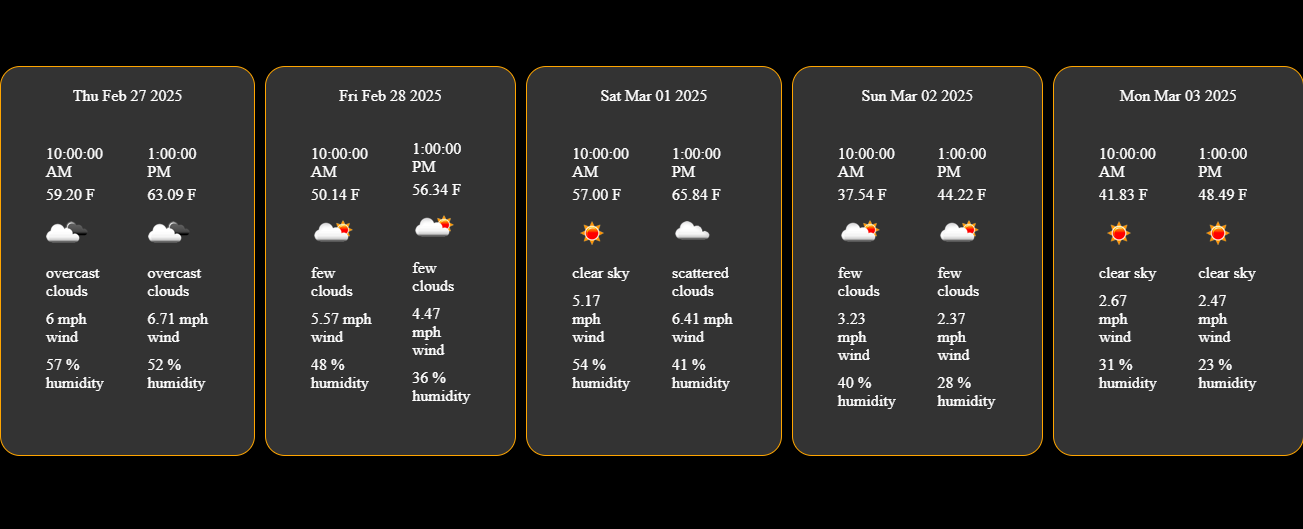 Thu Feb 27 2025
10:00:00
AM
59.20 F
overcast
clouds
6 mph
wind
57 %
humidity
1:00:00
PM
63.09 F
overcast
clouds
6.71 mph
wind
52 %
humidity
Fri Feb 28 2025
10:00:00
AM
50.14 F
few
clouds
5.57 mph
wind
48 %
humidity
1:00:00
PM
56.34 F
few
clouds
4.47
mph
wind
36 %
humidity
Sat Mar 01 2025
10:00:00
AM
57.00 F
clear sky
5.17
mph
wind
54 %
humidity
1:00:00
PM
65.84 F
scattered
clouds
6.41 mph
wind
41 %
humidity
Sun Mar 02 2025
10:00:00
AM
37.54 F
few
clouds
3.23
mph
wind
40 %
humidity
1:00:00
PM
44.22 F
few
clouds
2.37
mph
wind
28 %
humidity
Mon Mar 03 2025
10:00:00
AM
41.83 F
clear sky
2.67
mph
wind
31 %
humidity
1:00:00
PM
48.49 F
clear sky
2.47
mph
wind
23 %
humidity